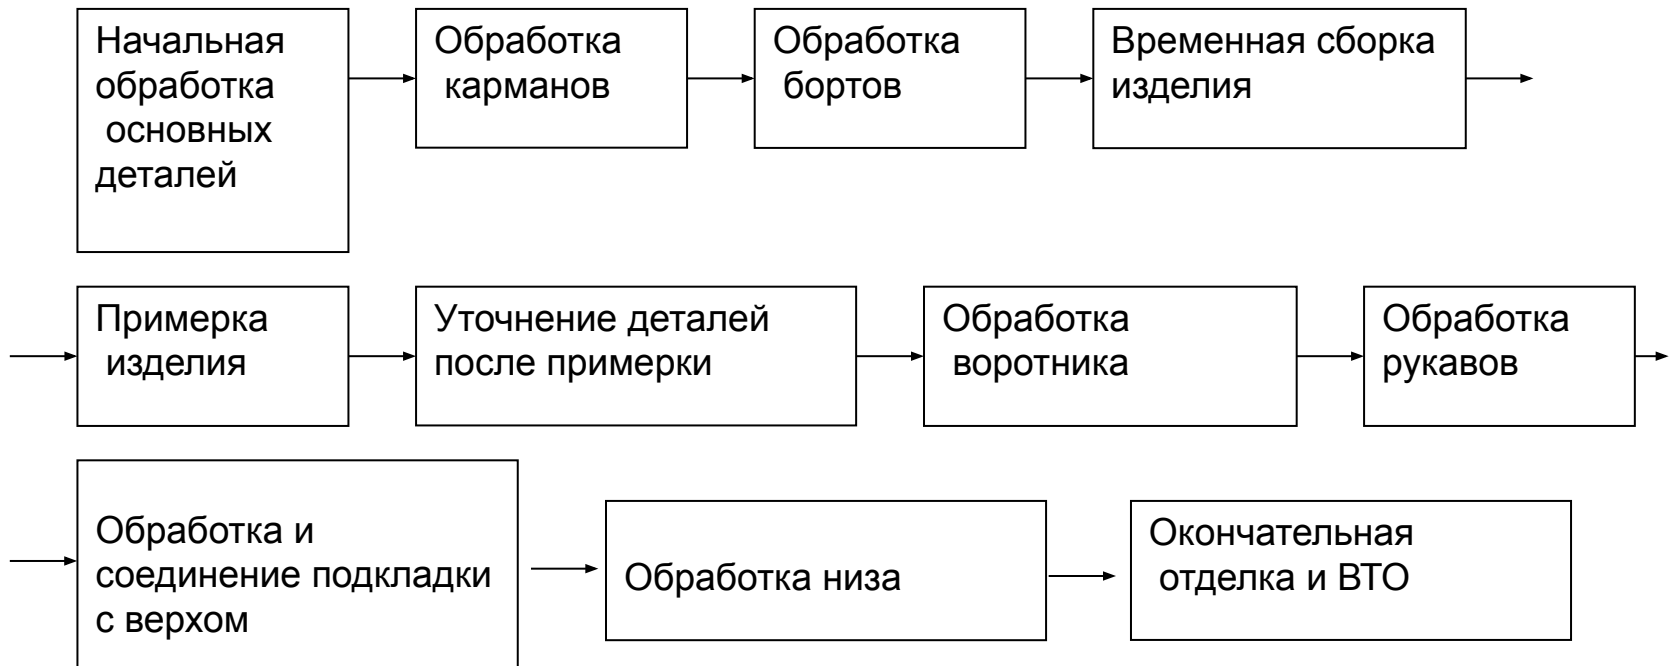 Начальная
обработка
основных
деталей
Обработка
карманов
Обработка
бортов
Временная сборка
изделия
Примерка
изделия
Уточнение деталей
после примерки
Обработка
воротника
Обработка
рукавов
Обработка и
соединение подкладки
с верхом
Обработка низа
Окончательная
отделка и ВТО